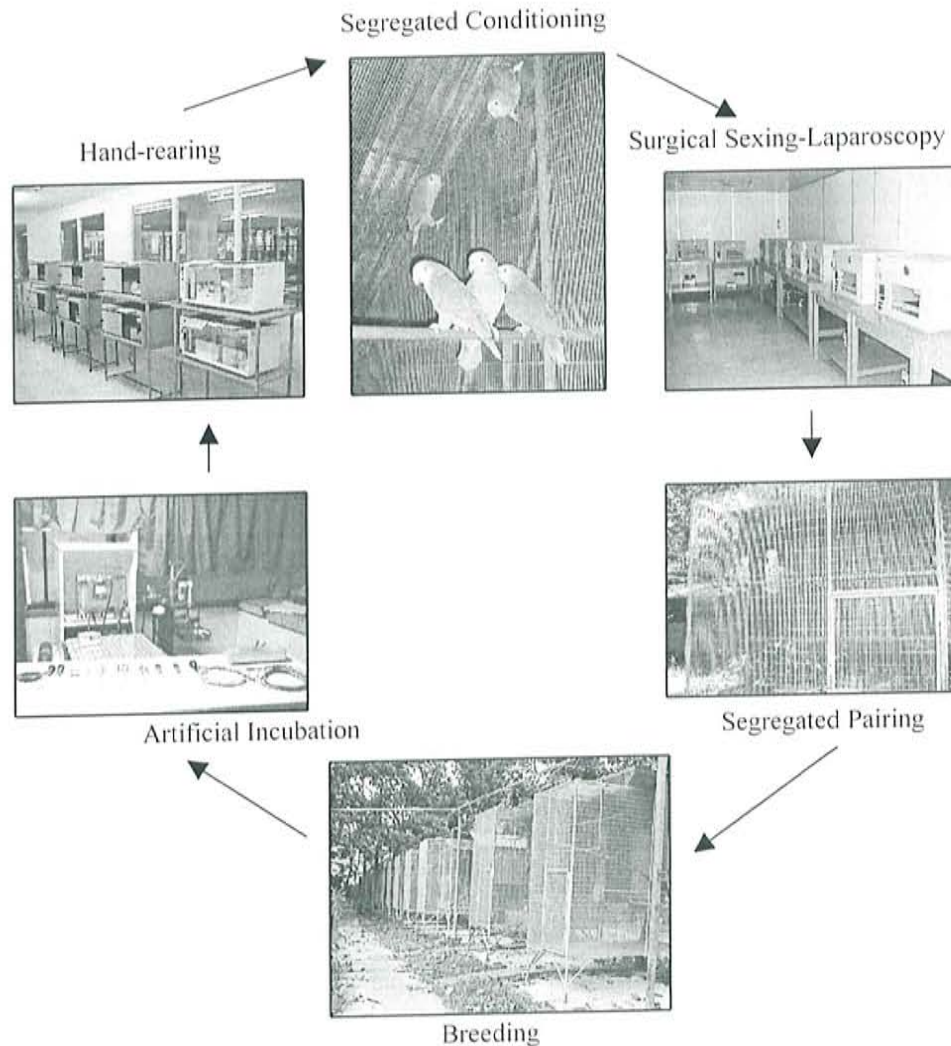 Segregated Conditioning
Hand-rearing
Surgical Sexing-Laparoscopy
Artificial Incubation
Segregated Pairing
Breeding